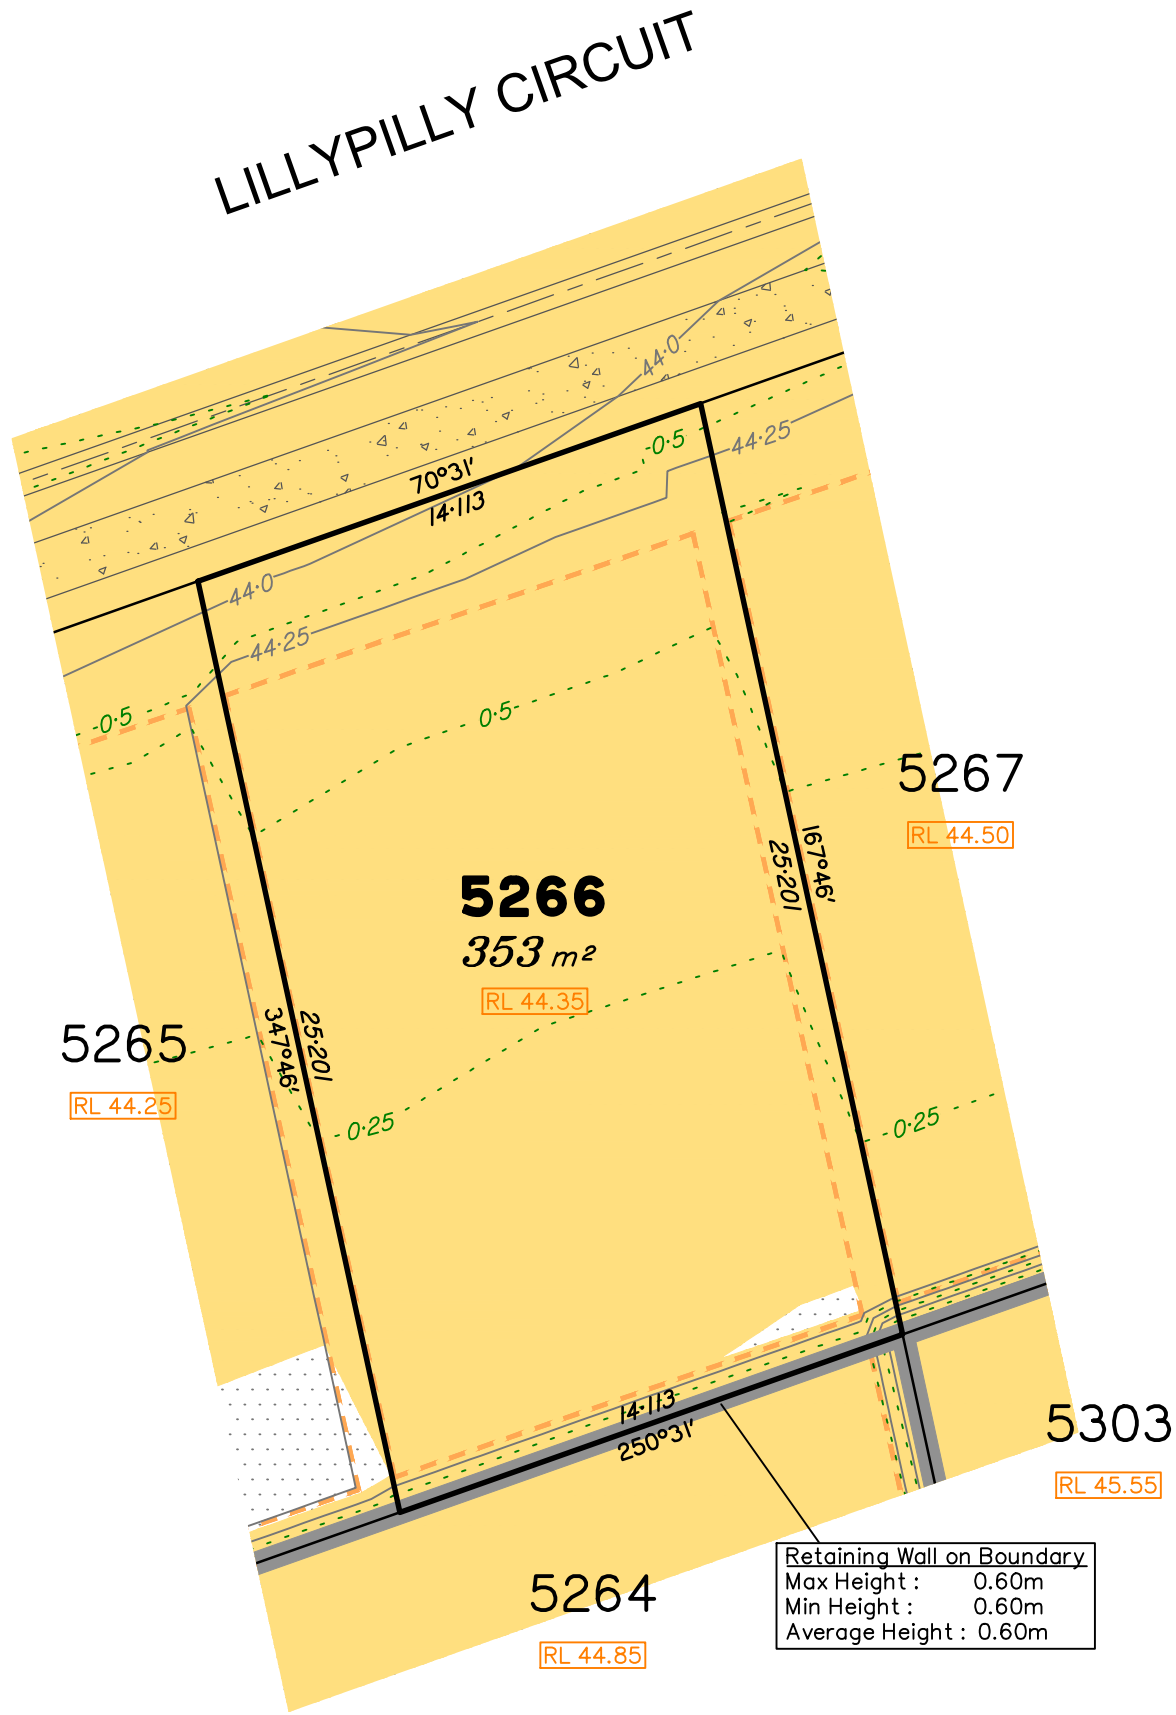 LILLYPILLY CIRCUIT
44·0
-0·5
44·25
70°31'
14·113
44·0
44·25
-0·5
0·5
5267
RL 44.50
167°46'
25·201
5266
353 m²
RL 44.35
5265
RL 44.25
25·201
347°46'
0·25
0·25
14·113
250°31'
5303
RL 45.55
5264
RL 44.85
Retaining Wall on Boundary
Max Height : 0.60m
Min Height : 0.60m
Average Height : 0.60m